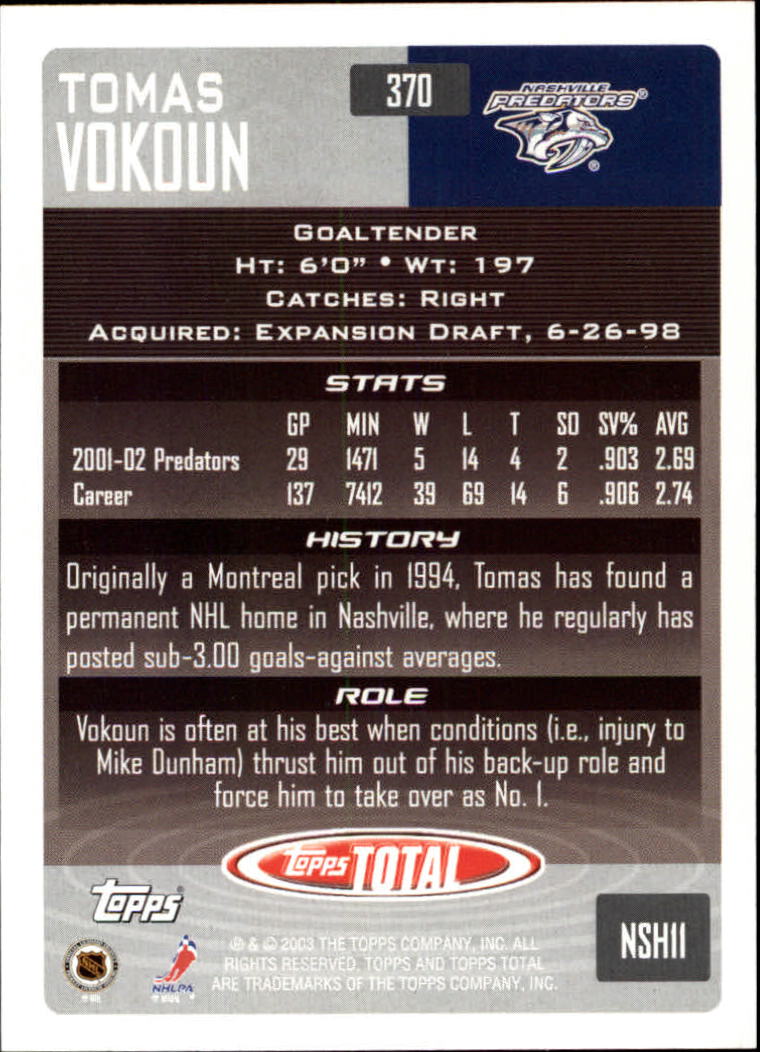 TOMAS
VOKOUN
370
NASHVILLE
PREDATORS®
®
GOALTENDER
HT: 6'0" • WT: 197
CATCHES: RIGHT
ACQUIRED: EXPANSION DRAFT, 6-26-98
STATS
GP MIN W L T SO SV% AVG
2001-02 Predators 29 1471 5 14 4 2 .903 2.69
Career 137 7412 39 69 14 6 .906 2.74
HISTORY
Originally a Montreal pick in 1994, Tomas has found a
permanent NHL home in Nashville, where he regularly has
posted sub-3.00 goals-against averages.
ROLE
Vokoun is often at his best when conditions (i.e., injury to
Mike Dunham) thrust him out of his back-up role and
force him to take over as No. 1.
Topps TOTAL
Topps®
NSH11
NHL
NHLPA
℗ & © 2003 THE TOPPS COMPANY, INC. ALL
RIGHTS RESERVED. TOPPS AND TOPPS TOTAL
ARE TRADEMARKS OF THE TOPPS COMPANY, INC.